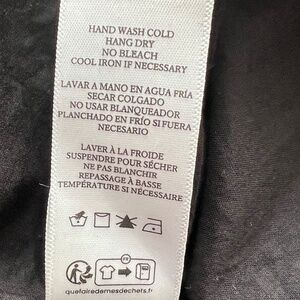 HAND WASH COLD
HANG DRY
NO BLEACH
COOL IRON IF NECESSARY
LAVAR A MANO EN AGUA FRÍA
SECAR COLGADO
NO USAR BLANQUEADOR
PLANCHADO EN FRÍO SI FUERA
NECESARIO
LAVER À LA FROIDE
SUSPENDRE POUR SÉCHER
NE PAS BLANCHIR
REPASSAGE À BASSE
TEMPÉRATURE SI NÉCESSAIRE
FR
quefairedemesdechets.fr